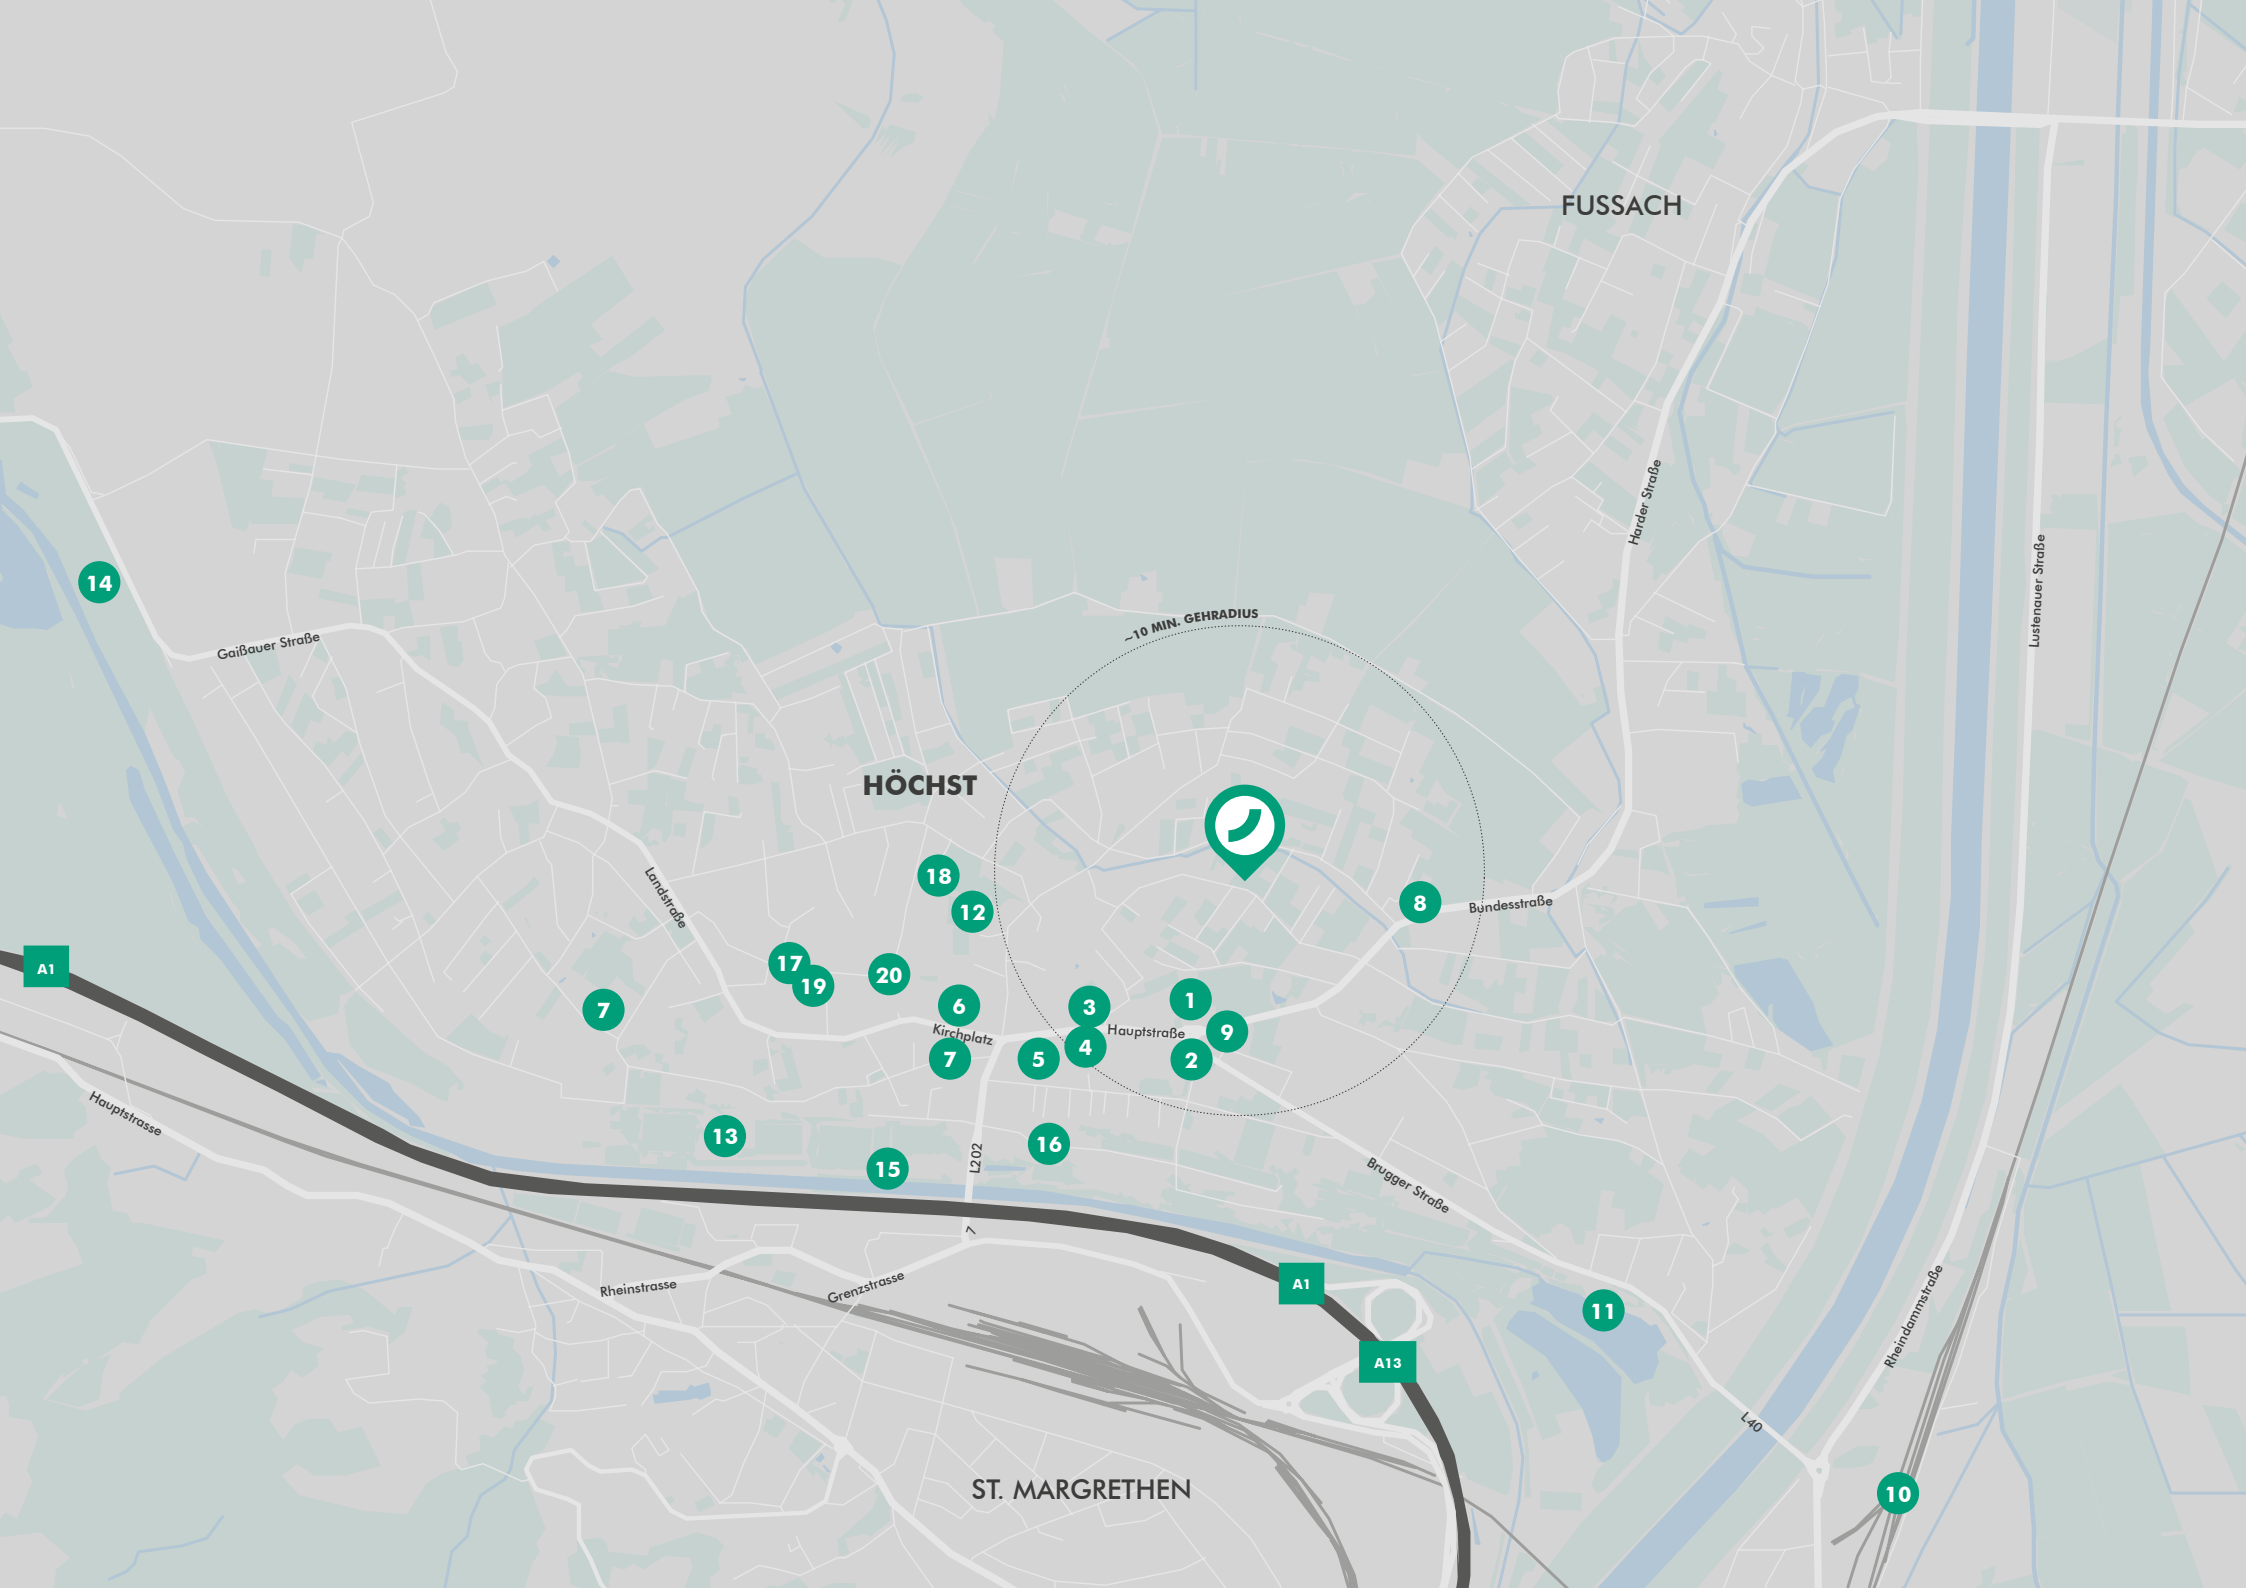 FUSSACH
Harder Straße
Lustenauer Straße
14
~10 MIN. GEHRADIUS
Gaißauer Straße
HÖCHST
18
8
Bundesstraße
Landstraße
12
A1
17
20
19
7
6
3
1
Kirchplatz
Hauptstraße
9
7
5
4
2
Hauptstrasse
13
16
15
L202
Brugger Straße
7
Rheinstrasse
Grenzstrasse
A1
11
Rheindammstraße
A13
L40
ST. MARGRETHEN
10